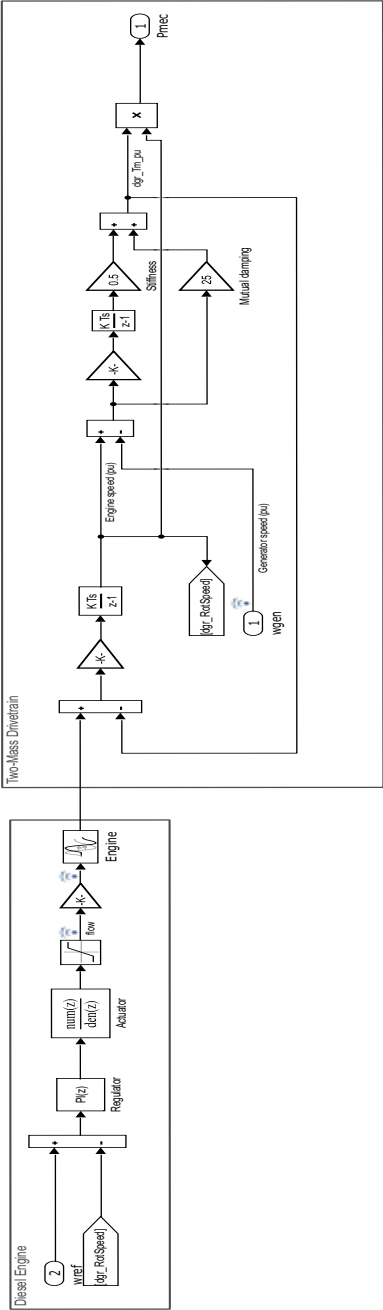 Diesel Engine
2
wref
[dgr_RotSpeed]
+
-
PI(z)
Regulator
num(z)
den(z)
Actuator
flow
-K-
Engine
Two-Mass Drivetrain
+
-
-K-
K Ts
z-1
Engine speed (pu)
[dgr_RotSpeed]
1
wgen
Generator speed (pu)
+
-
-K-
K Ts
z-1
0.5
Stiffness
25
Mutual damping
+
+
dgr_Tm_pu
x
1
Pmec